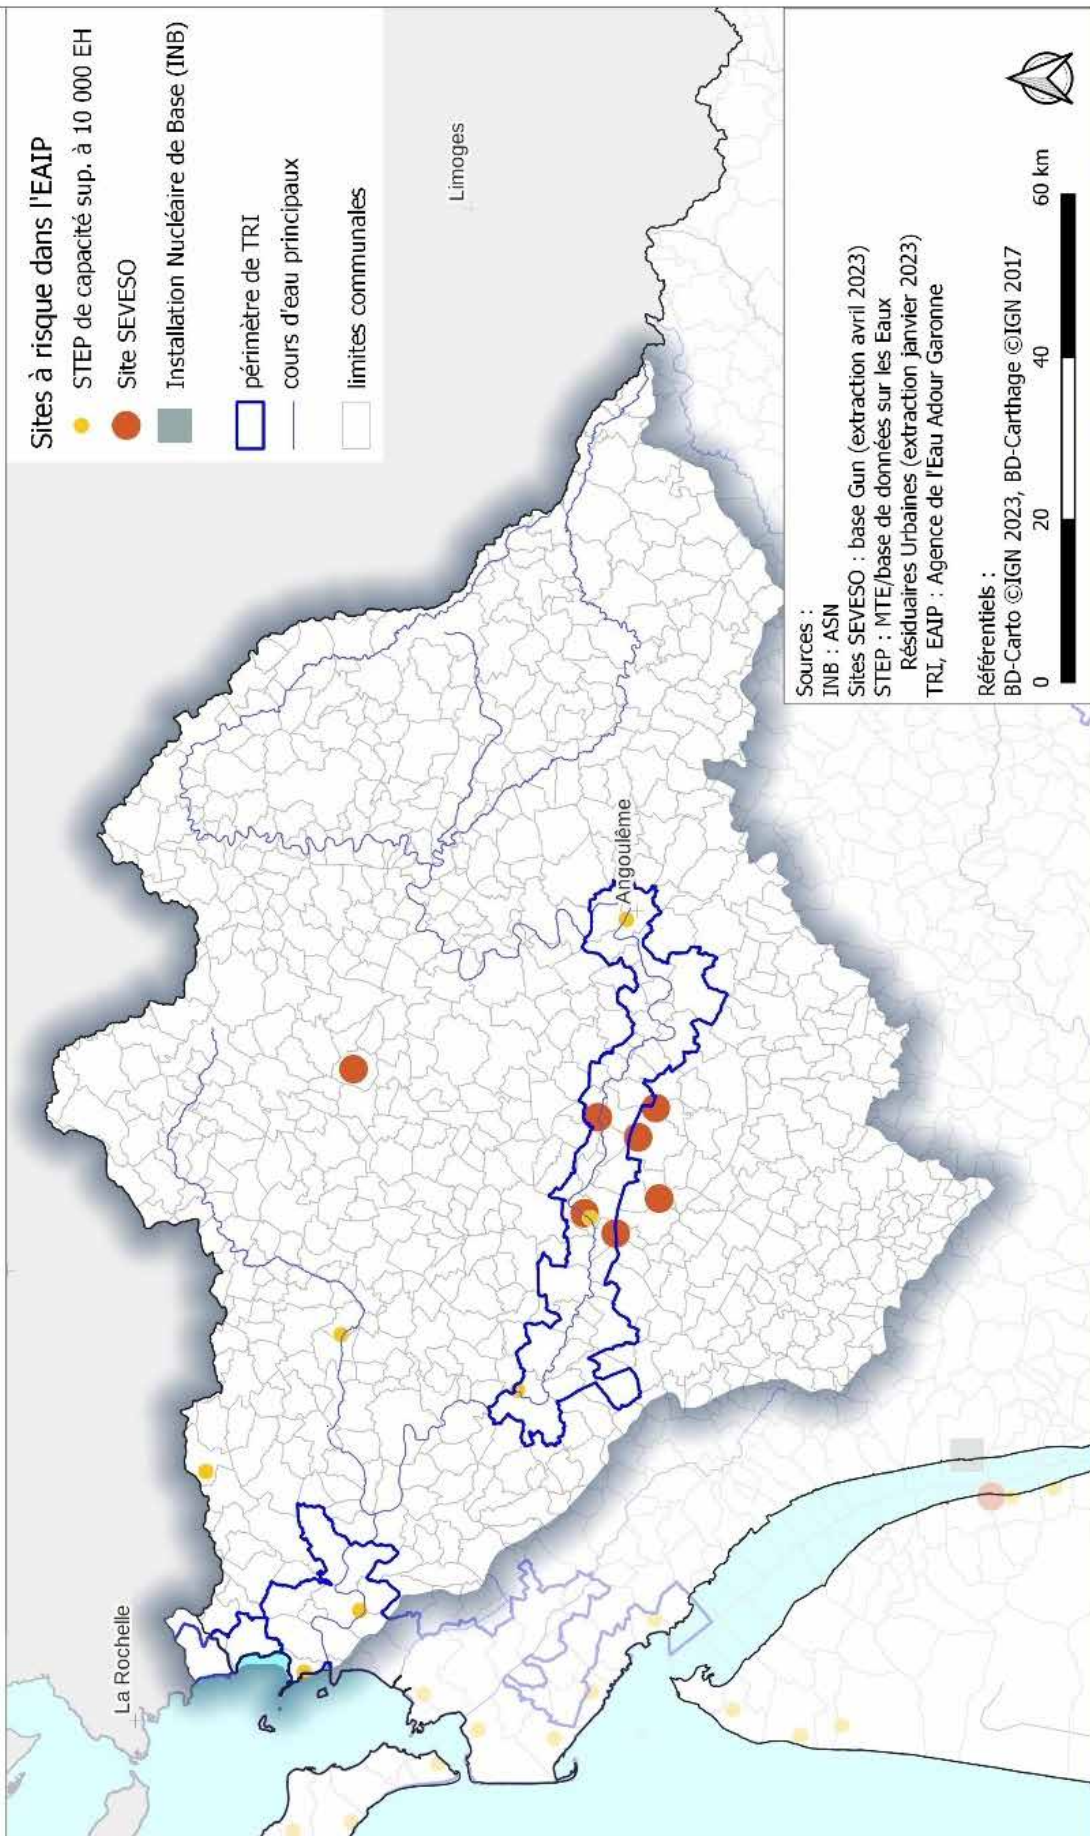 Sites à risque dans l'EAIP
STEP de capacité sup. à 10 000 EH
Site SEVESO
Installation Nucléaire de Base (INB)
périmètre de TRI
cours d'eau principaux
limites communales
La Rochelle
Limoges
Angoulême
Sources :
INB : ASN
Sites SEVESO : base Gun (extraction avril 2023)
STEP : MTE/base de données sur les Eaux
Résiduaires Urbaines (extraction janvier 2023)
TRI, EAIP : Agence de l'Eau Adour Garonne
Référentiels :
BD-Carto ©IGN 2023, BD-Carthage ©IGN 2017
0 20 40 60 km